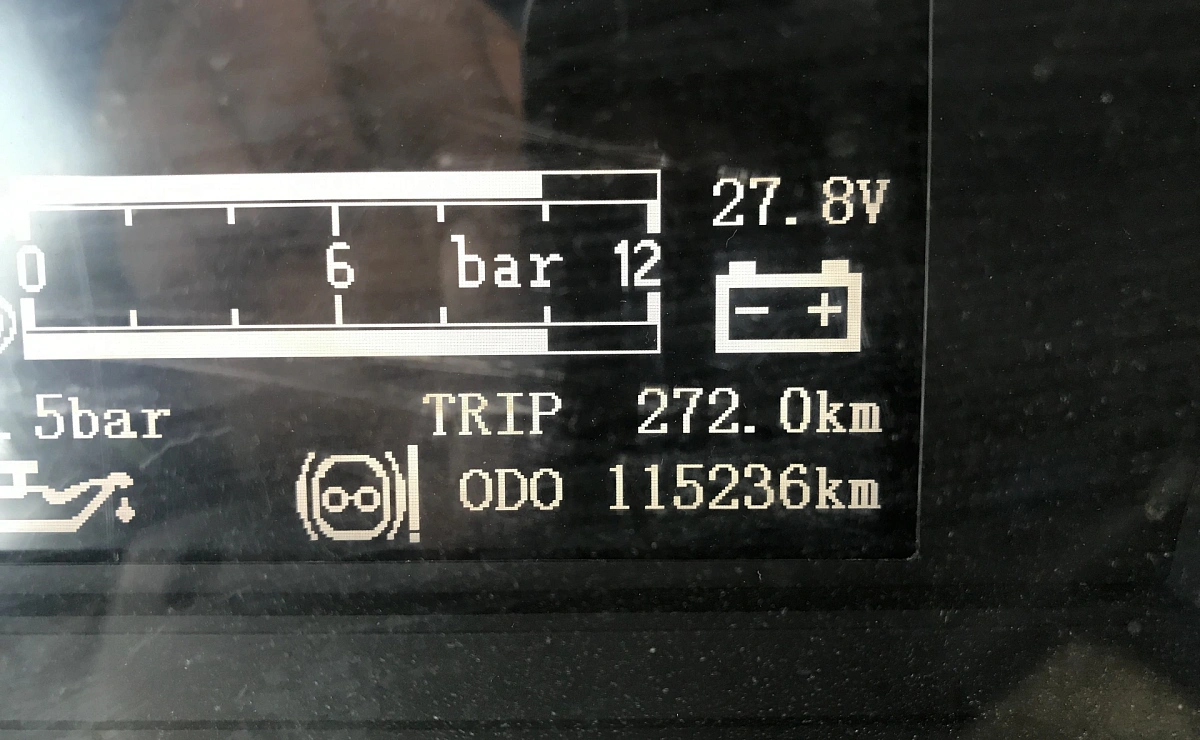 27.8V
0 6 bar 12
5bar TRIP 272.0km
ODO 115236km